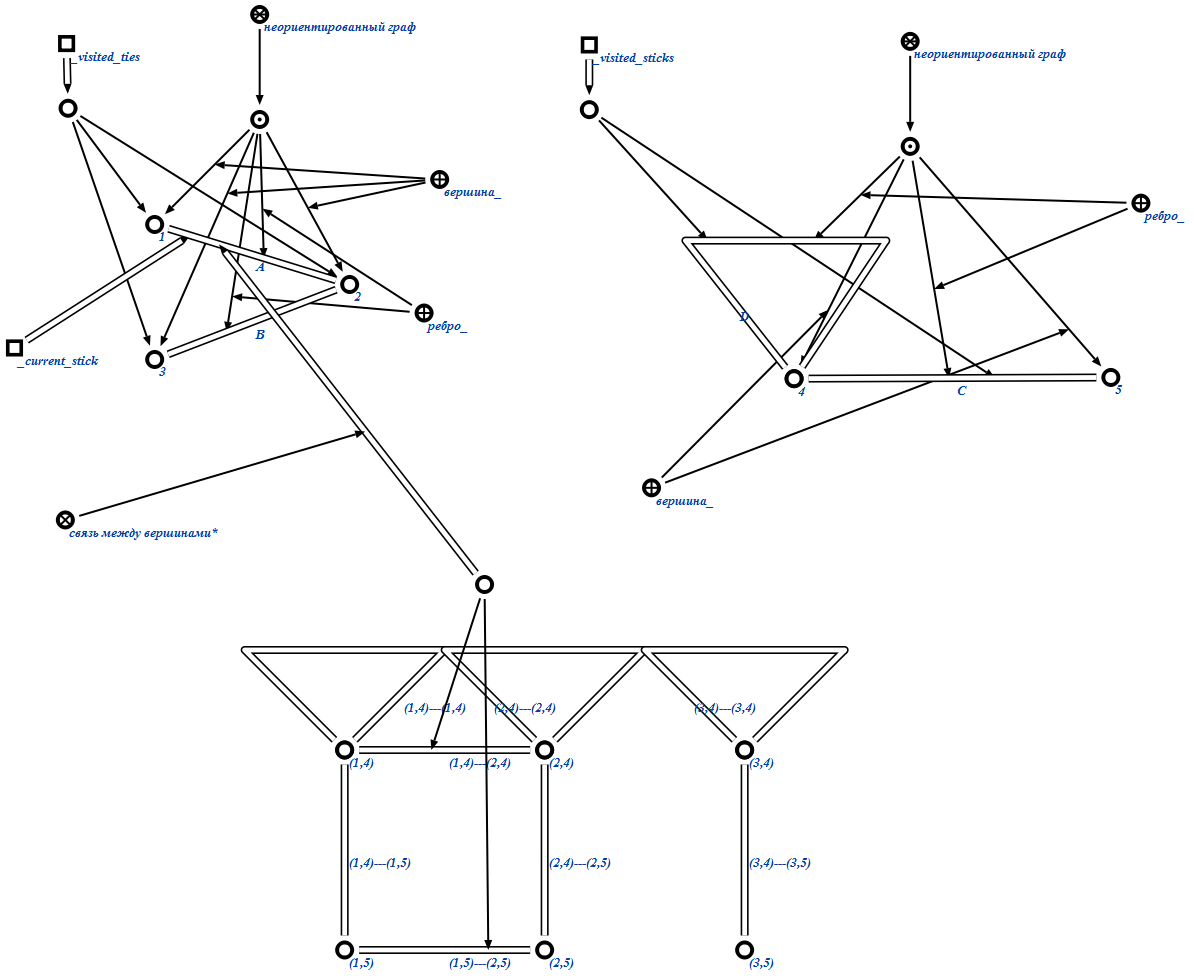 неориентированный граф
_visited_ties
неориентированный граф
_visited_sticks
вершина_
ребро_
1
A
2
ребро_
B
3
_current_stick
D
4
C
5
вершина_
связь между вершинами*
(1,4)---(1,4)
(2,4)---(2,4)
(3,4)---(3,4)
(1,4)
(1,4)---(2,4)
(2,4)
(3,4)
(1,4)---(1,5)
(2,4)---(2,5)
(3,4)---(3,5)
(1,5)
(1,5)---(2,5)
(2,5)
(3,5)